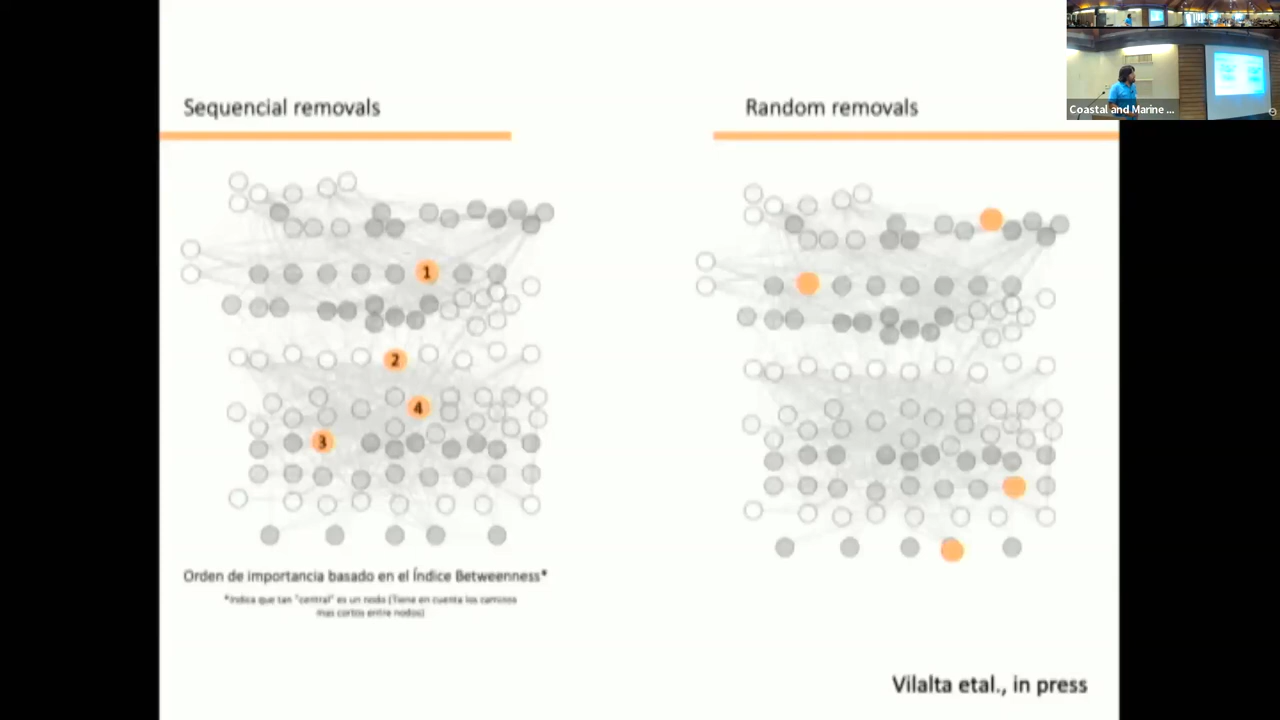 Sequencial removals
Random removals
Coastal and Marine ...
1
2
4
3
Orden de importancia basado en el Índice Betweenness*
*Indica que tan "central" es un nodo (Tiene en cuenta los caminos
mas cortos entre nodos)
Vilalta etal., in press